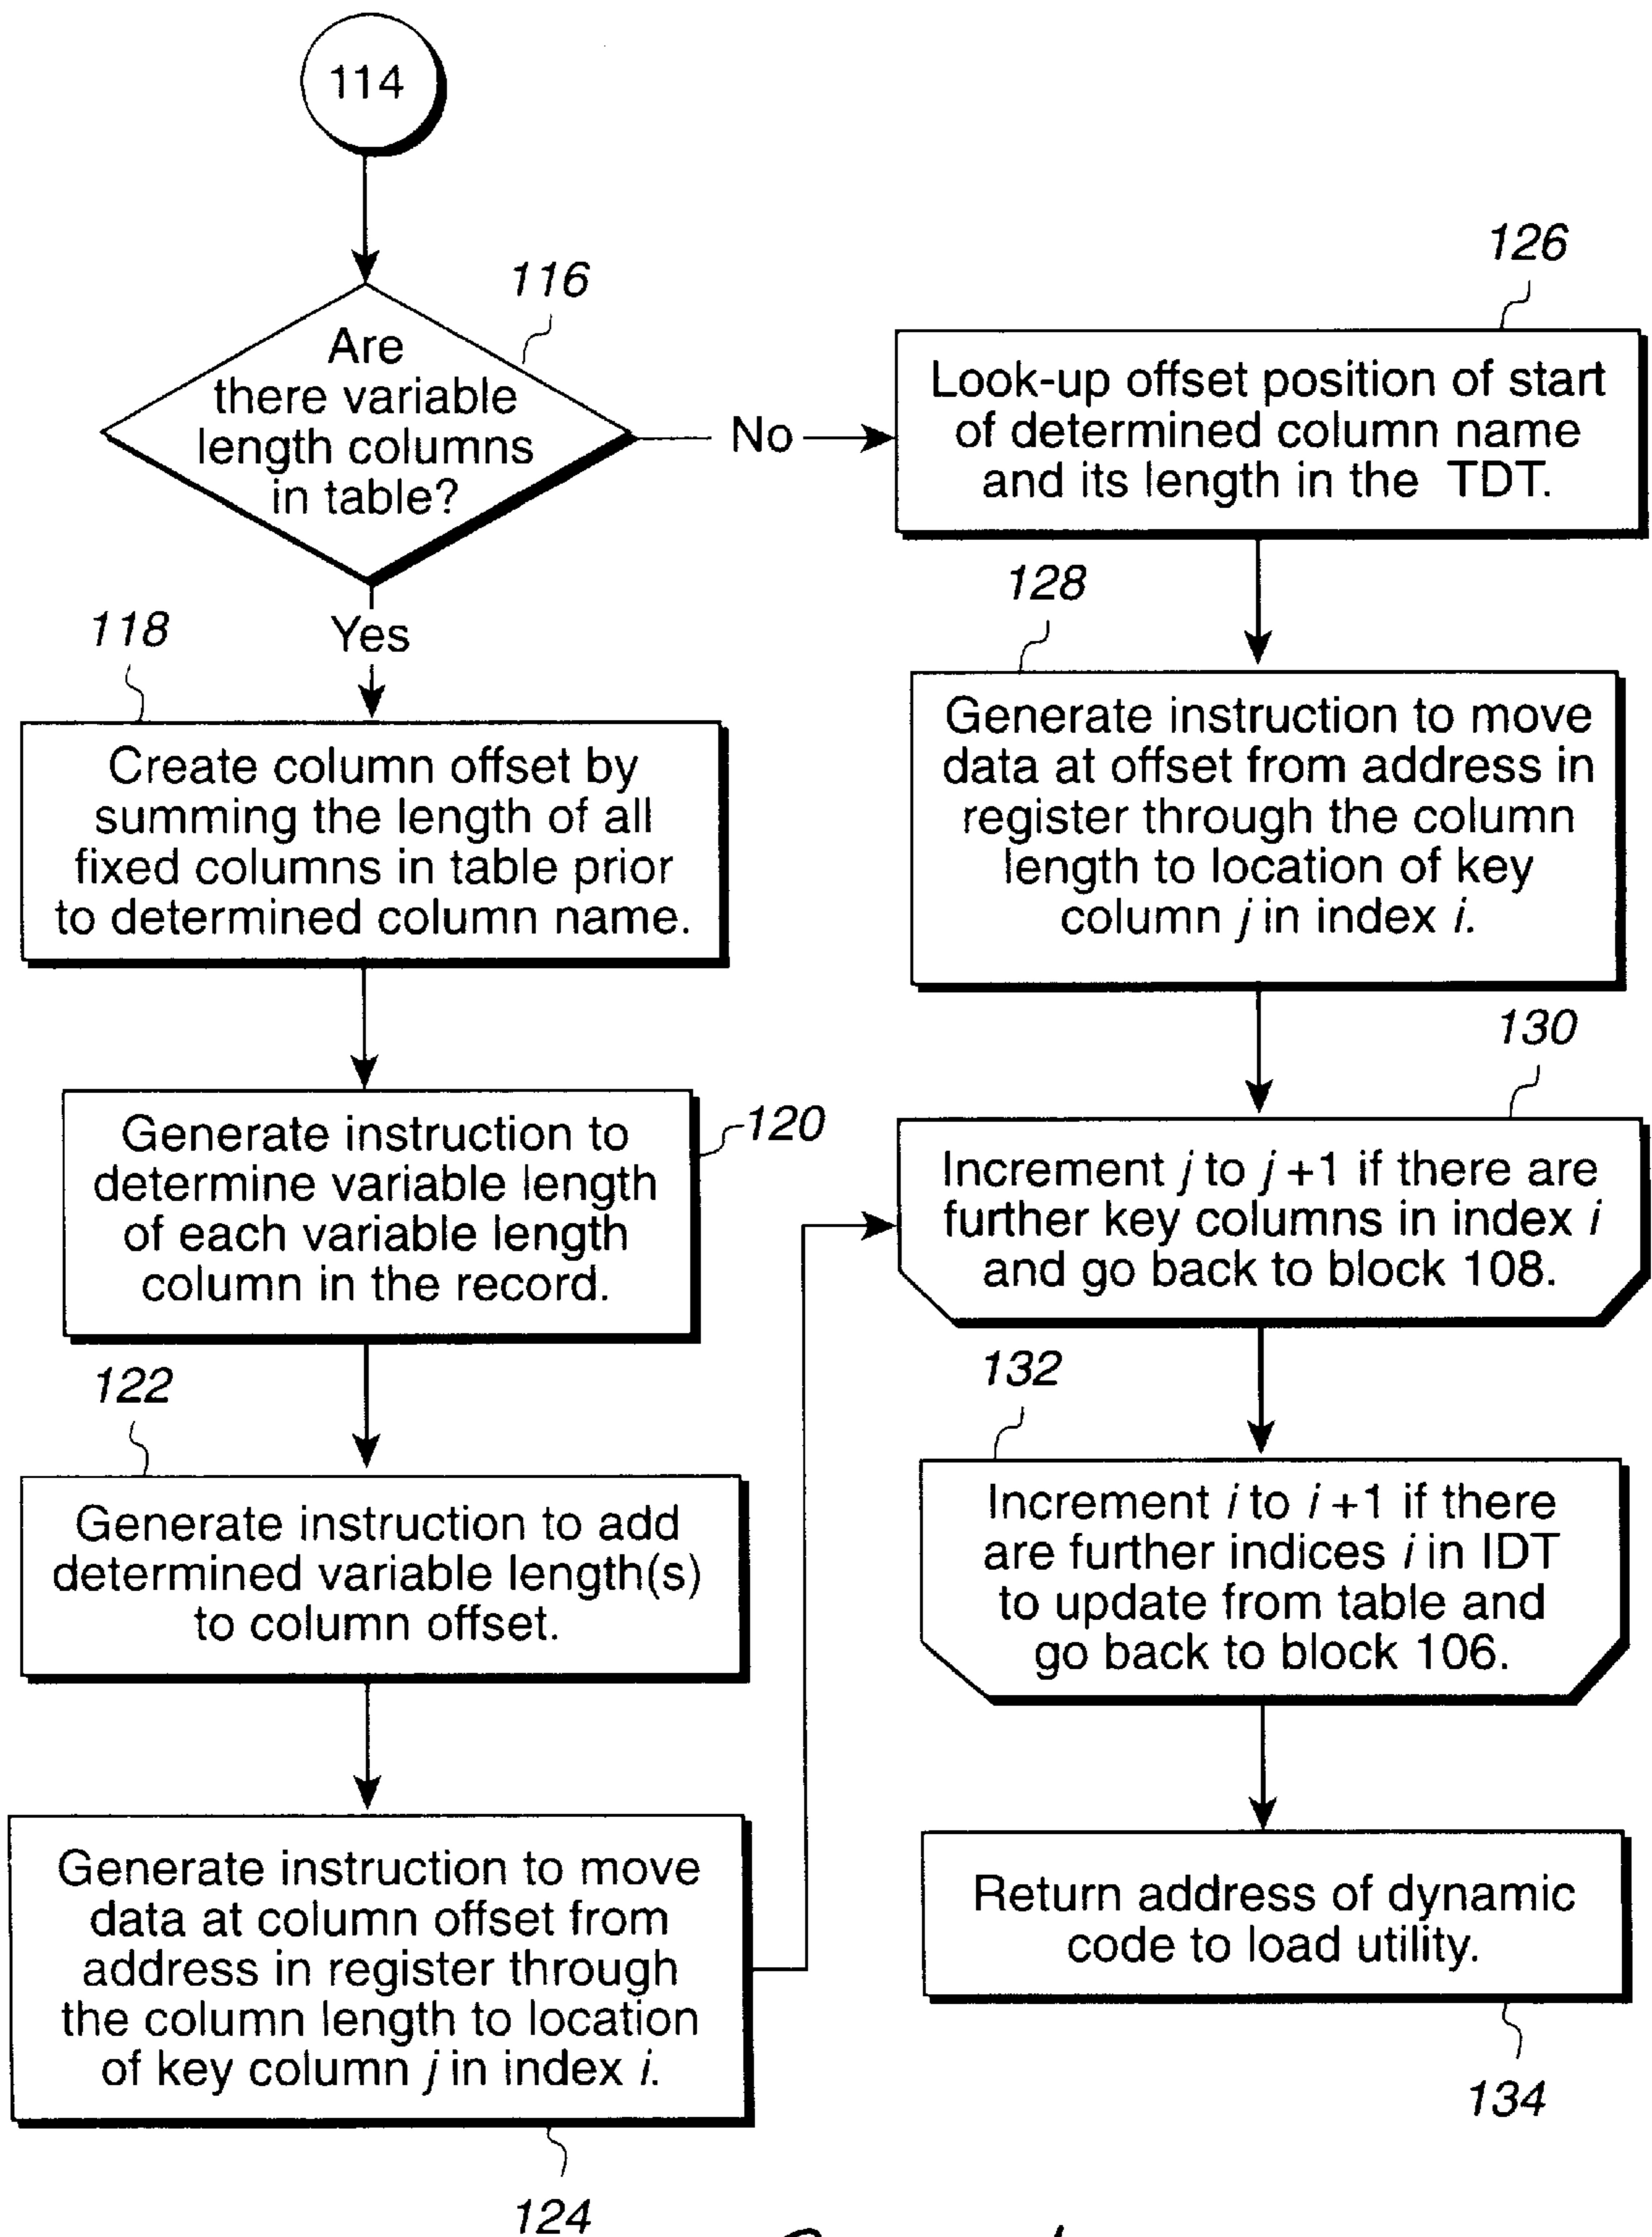 114
116
Are
there variable
length columns
in table?
No
Yes
118
Create column offset by
summing the length of all
fixed columns in table prior
to determined column name.
120
Generate instruction to
determine variable length
of each variable length
column in the record.
122
Generate instruction to add
determined variable length(s)
to column offset.
Generate instruction to move
data at column offset from
address in register through
the column length to location
of key column j in index i.
124
126
Look-up offset position of start
of determined column name
and its length in the TDT.
128
Generate instruction to move
data at offset from address in
register through the column
length to location of key
column j in index i.
130
Increment j to j +1 if there are
further key columns in index i
and go back to block 108.
132
Increment i to i +1 if there
are further indices i in IDT
to update from table and
go back to block 106.
Return address of dynamic
code to load utility.
134